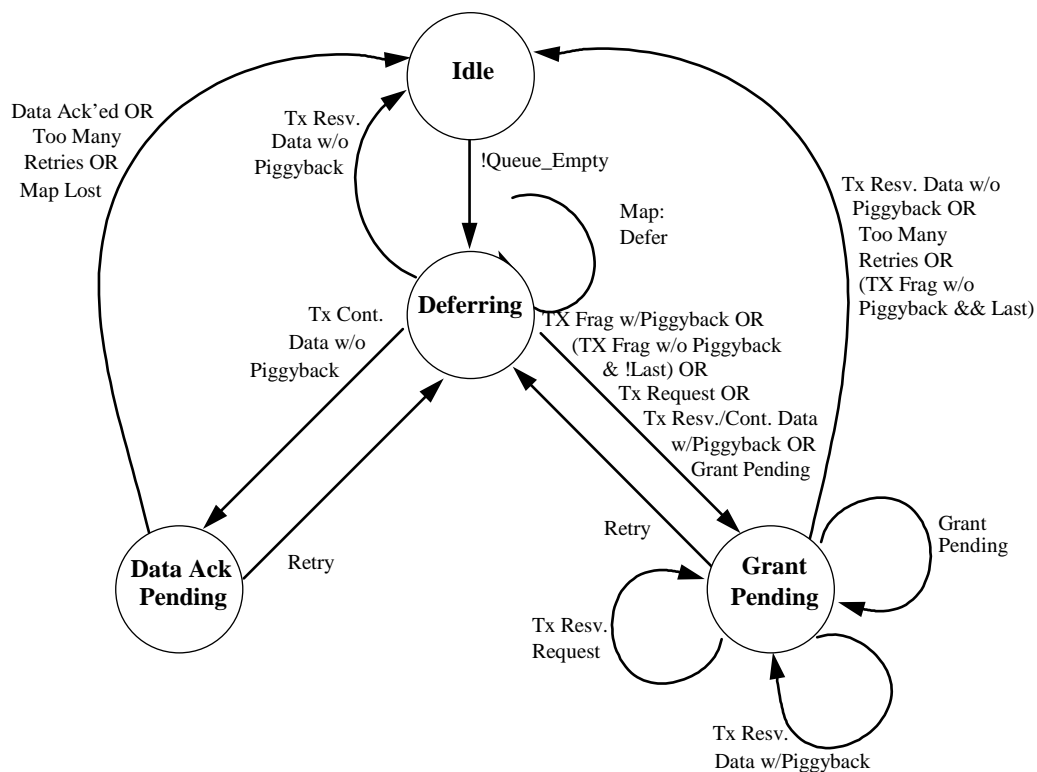 Idle
Data Ack'ed OR
Too Many
Retries OR
Map Lost
Tx Resv.
Data w/o
Piggyback
!Queue_Empty
Map:
Defer
Tx Resv. Data w/o
Piggyback OR
Too Many
Retries OR
(TX Frag w/o
Piggyback && Last)
Deferring
Tx Cont.
Data w/o
Piggyback
TX Frag w/Piggyback OR
(TX Frag w/o Piggyback
& !Last) OR
Tx Request OR
Tx Resv./Cont. Data
w/Piggyback OR
Grant Pending
Retry
Retry
Grant
Pending
Data Ack
Pending
Grant
Pending
Tx Resv.
Request
Tx Resv.
Data w/Piggyback